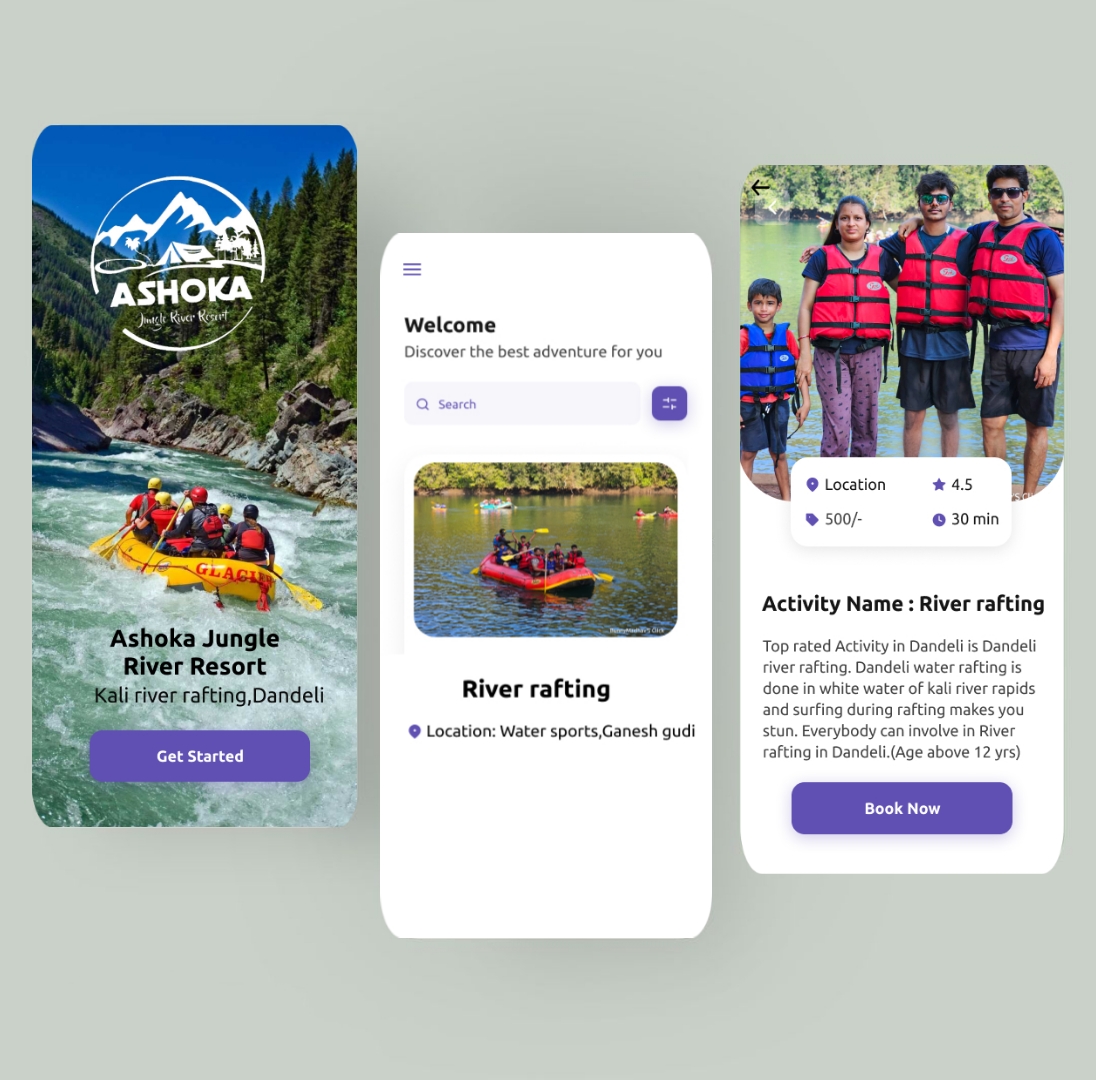 ASHOKA
Jungle River Resort
GLACIER
Ashoka Jungle
River Resort
Kali river rafting,Dandeli
Get Started
Welcome
Discover the best adventure for you
Search
River rafting
Location: Water sports,Ganesh gudi
Location
4.5
500/-
30 min
Activity Name : River rafting
Top rated Activity in Dandeli is Dandeli
river rafting. Dandeli water rafting is
done in white water of kali river rapids
and surfing during rafting makes you
stun. Everybody can involve in River
rafting in Dandeli.(Age above 12 yrs)
Book Now